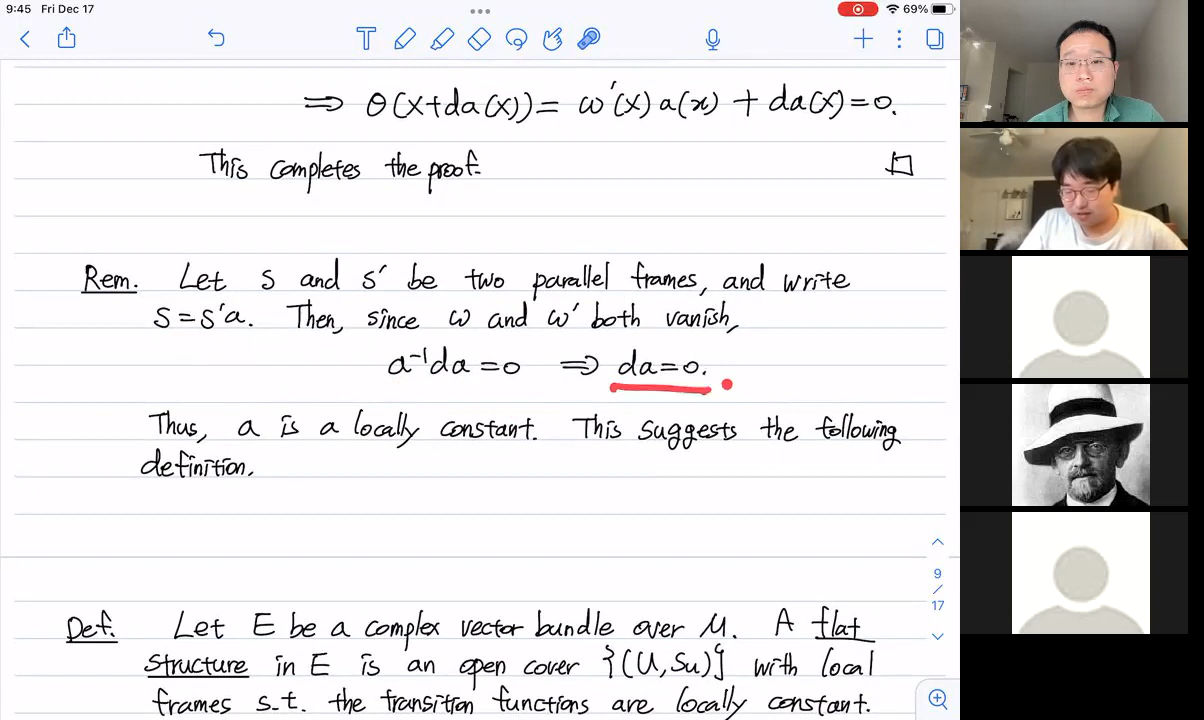 9:45 Fri Dec 17
69%
⇒ θ(X+da(X)) = ω'(X) a(x) + da(X) = 0.
This completes the proof. □
Rem. Let s and s' be two parallel frames, and write
s = s'a. Then, since ω and ω' both vanish,
a⁻¹da = 0 ⇒ da = 0.
Thus, a is a locally constant. This suggests the following
definition.
9
/
17
Def. Let E be a complex vector bundle over M. A flat
structure in E is an open cover {(U, Su)} with local
frames s.t. the transition functions are locally constant.